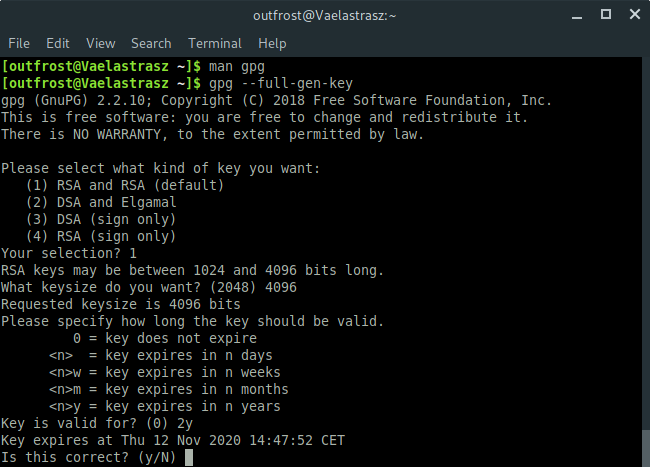 outfrost@Vaelastrasz:~
File Edit View Search Terminal Help
[outfrost@Vaelastrasz ~]$ man gpg
[outfrost@Vaelastrasz ~]$ gpg --full-gen-key
gpg (GnuPG) 2.2.10; Copyright (C) 2018 Free Software Foundation, Inc.
This is free software: you are free to change and redistribute it.
There is NO WARRANTY, to the extent permitted by law.

Please select what kind of key you want:
   (1) RSA and RSA (default)
   (2) DSA and Elgamal
   (3) DSA (sign only)
   (4) RSA (sign only)
Your selection? 1
RSA keys may be between 1024 and 4096 bits long.
What keysize do you want? (2048) 4096
Requested keysize is 4096 bits
Please specify how long the key should be valid.
         0 = key does not expire
      <n>  = key expires in n days
      <n>w = key expires in n weeks
      <n>m = key expires in n months
      <n>y = key expires in n years
Key is valid for? (0) 2y
Key expires at Thu 12 Nov 2020 14:47:52 CET
Is this correct? (y/N)